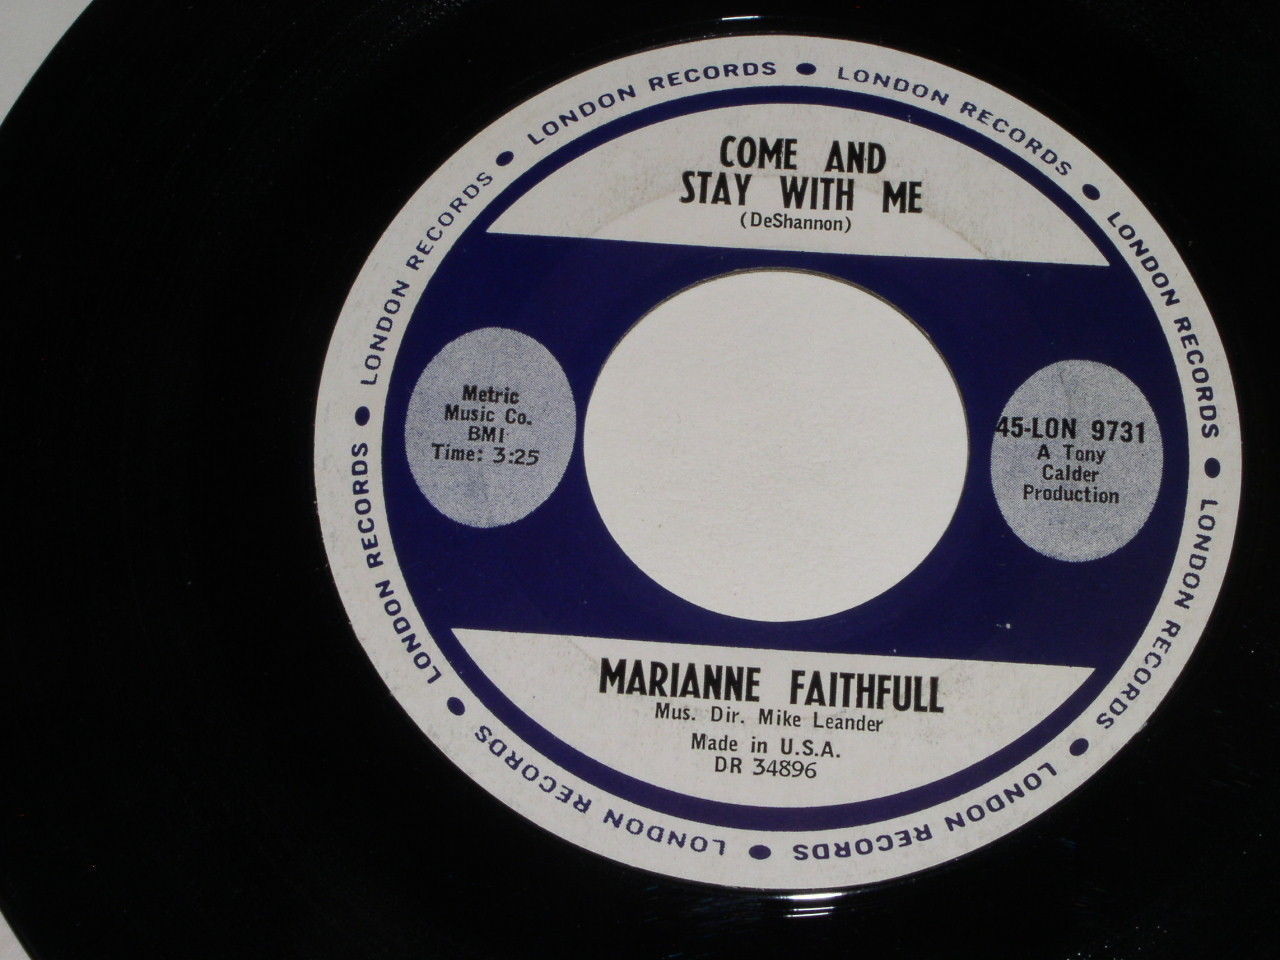 COME AND
STAY WITH ME
(DeShannon)
Metric
Music Co.
BMI
Time: 3:25
45-LON 9731
A Tony
Calder
Production
MARIANNE FAITHFULL
Mus. Dir. Mike Leander
Made in U.S.A.
DR 34896
LONDON RECORDS • LONDON RECORDS • LONDON RECORDS • LONDON RECORDS • LONDON RECORDS • LONDON RECORDS • LONDON RECORDS • LONDON RECORDS • LONDON RECORDS •